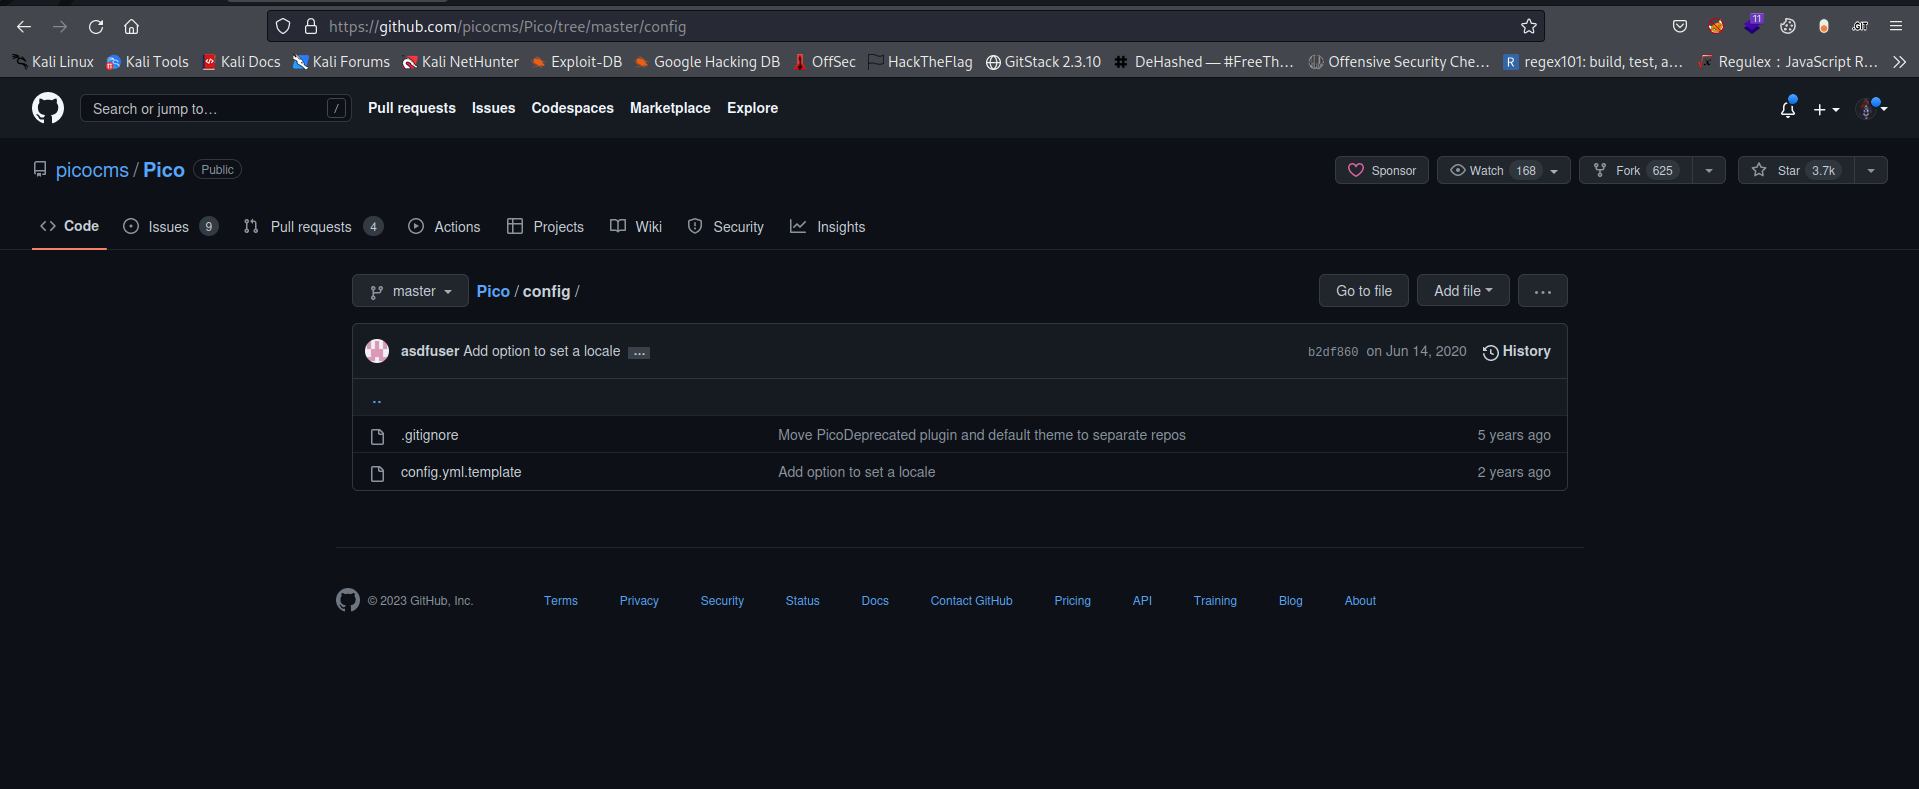 https://github.com/picocms/Pico/tree/master/config
11
.GIT
Kali Linux Kali Tools Kali Docs Kali Forums Kali NetHunter Exploit-DB Google Hacking DB OffSec HackTheFlag GitStack 2.3.10 DeHashed — #FreeTh... Offensive Security Che... R regex101: build, test, a... Regulex : JavaScript R...
Search or jump to... / Pull requests Issues Codespaces Marketplace Explore
picocms / Pico Public Sponsor Watch 168 Fork 625 Star 3.7k
Code Issues 9 Pull requests 4 Actions Projects Wiki Security Insights
master Pico / config / Go to file Add file ...
asdfuser Add option to set a locale ... b2df860 on Jun 14, 2020 History
..
.gitignore Move PicoDeprecated plugin and default theme to separate repos 5 years ago
config.yml.template Add option to set a locale 2 years ago
© 2023 GitHub, Inc. Terms Privacy Security Status Docs Contact GitHub Pricing API Training Blog About